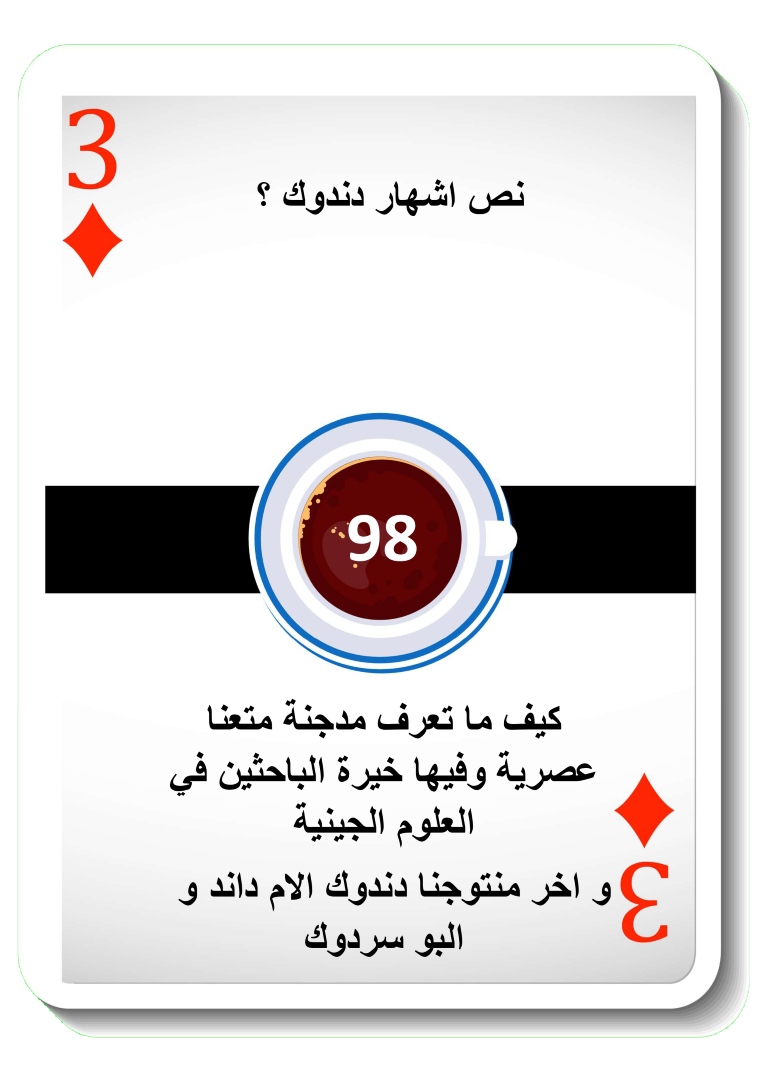 3
نص اشهار دندوك ؟
98
كيف ما تعرف مدجنة متعنا
عصرية وفيها خيرة الباحثين في
العلوم الجينية
و اخر منتوجنا دندوك الام داند و
البو سردوك
3